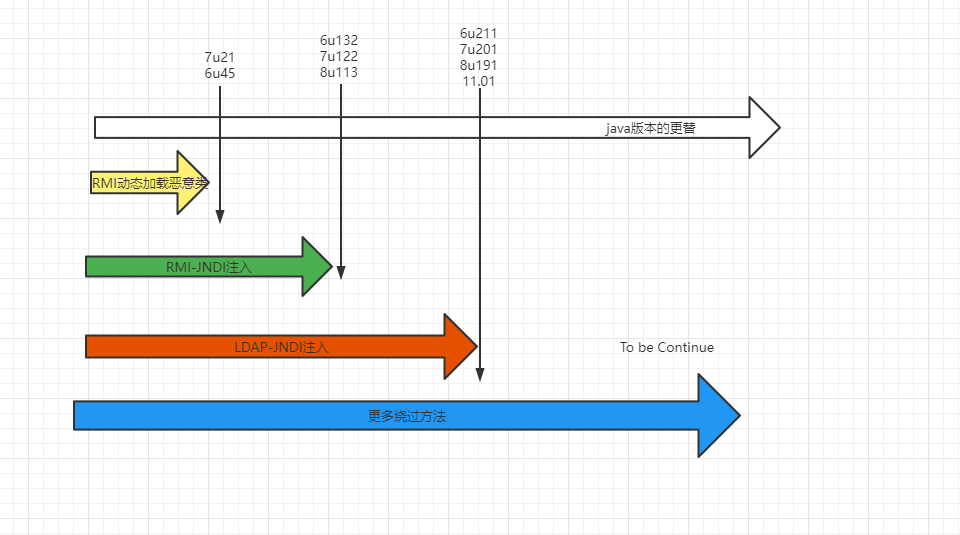 7u21
6u45
6u132
7u122
8u113
6u211
7u201
8u191
11.01
java版本的更替
RMI动态加载恶意类
RMI-JNDI注入
LDAP-JNDI注入
To be Continue
更多绕过方法